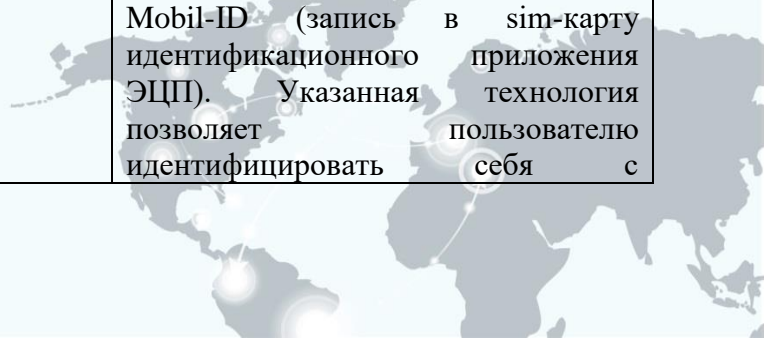 Mobil-ID (запись в sim-карту
идентификационного приложения
ЭЦП). Указанная технология
позволяет пользователю
идентифицировать себя с